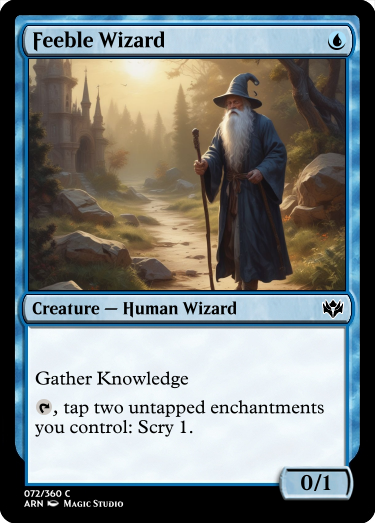 Feeble Wizard
Creature — Human Wizard
Gather Knowledge
, tap two untapped enchantments
you control: Scry 1.
0/1
072/360 C
ARN Magic Studio